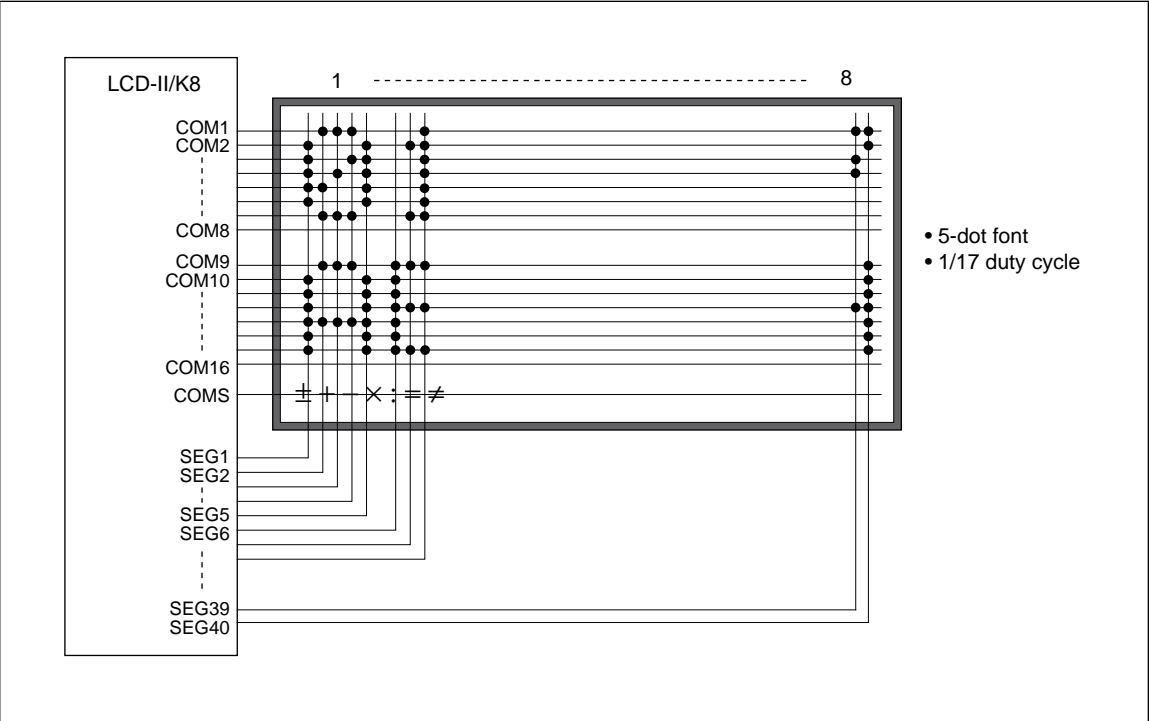 LCD-II/K8
1 8
COM1
COM2
COM8
COM9
COM10
COM16
COMS
± + − × : = ≠
SEG1
SEG2
SEG5
SEG6
SEG39
SEG40
• 5-dot font
• 1/17 duty cycle